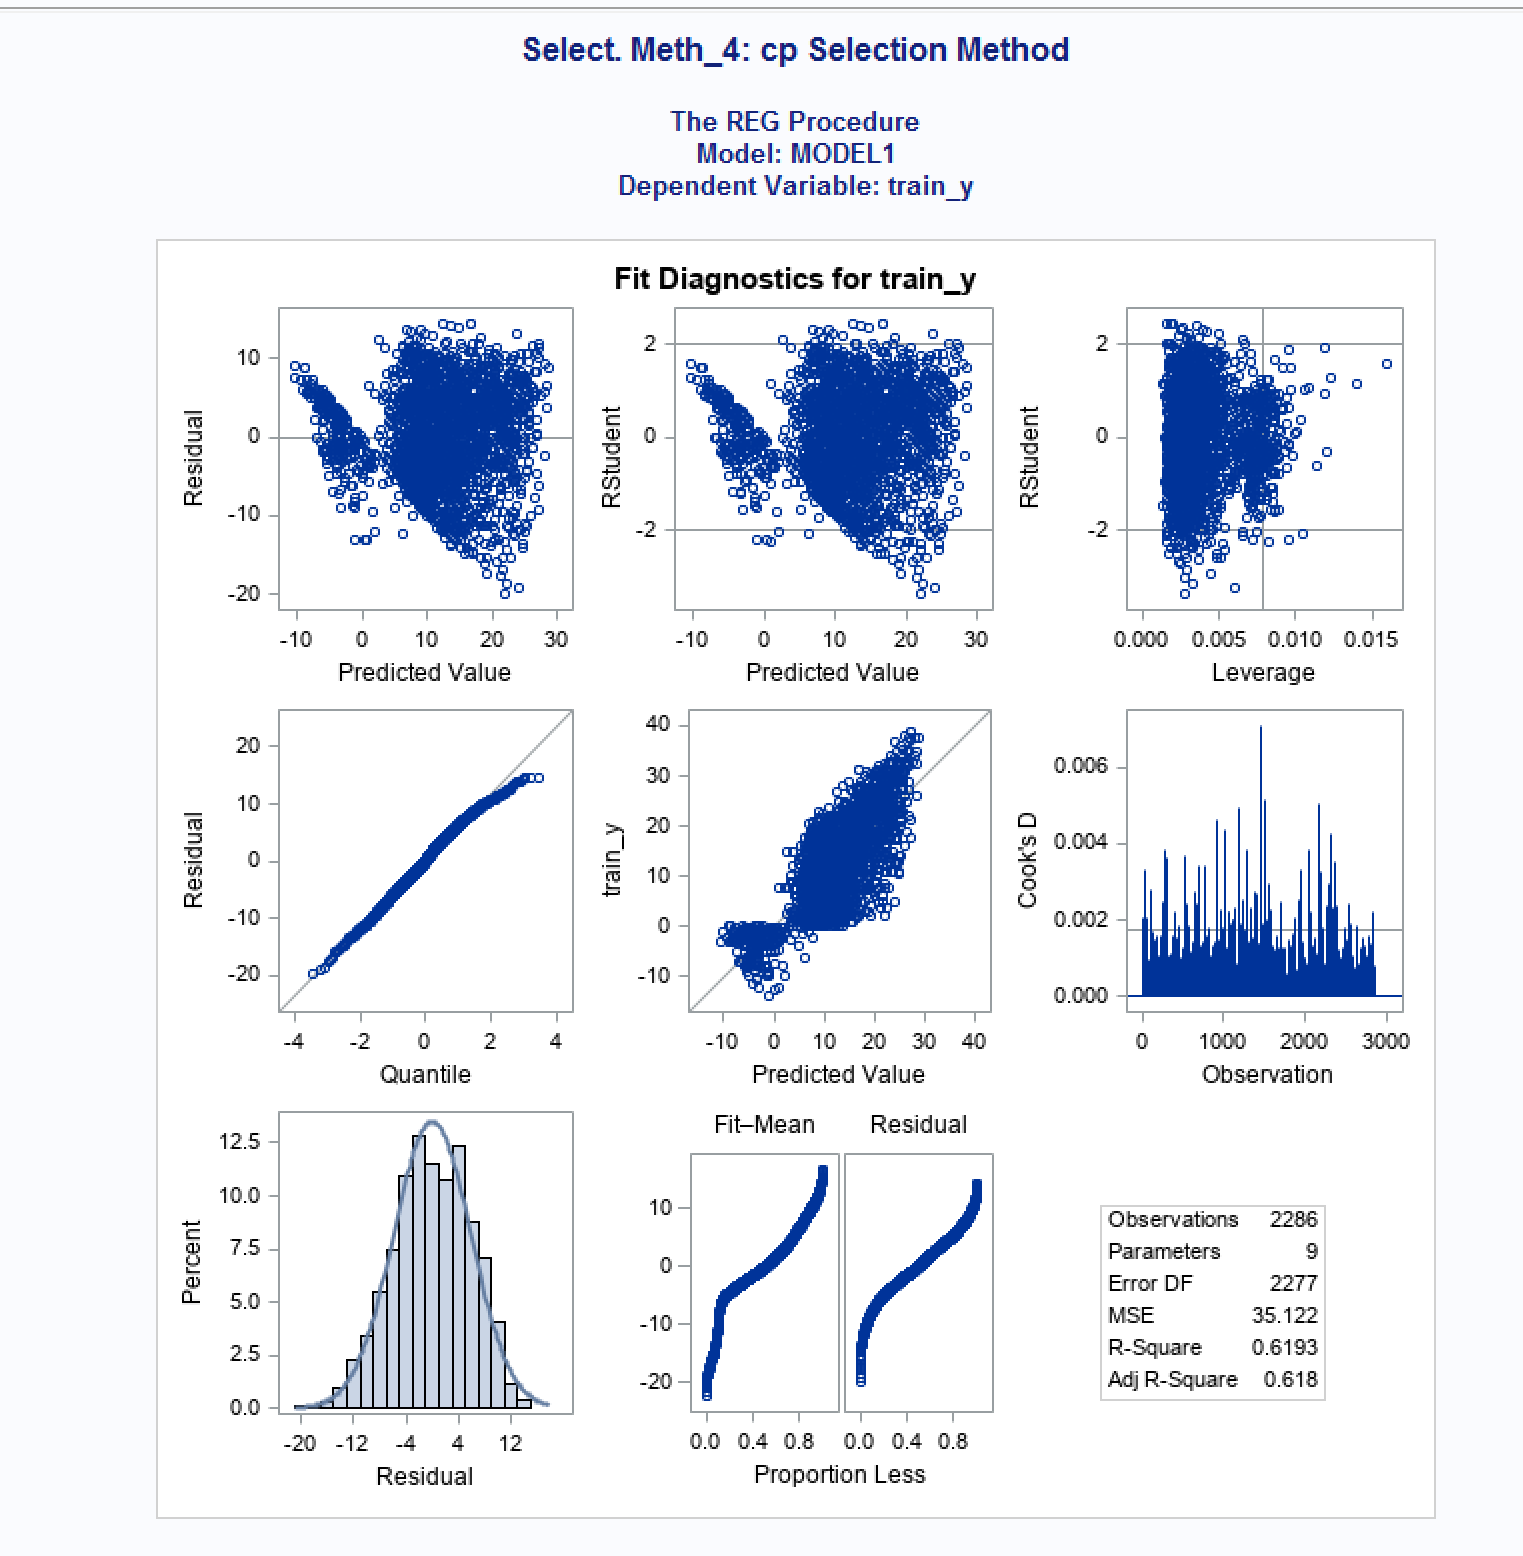 Select. Meth_4: cp Selection Method
The REG Procedure
Model: MODEL1
Dependent Variable: train_y
Fit Diagnostics for train_y
Residual
10
0
-10
-20
-10 0 10 20 30
Predicted Value
RStudent
2
0
-2
-10 0 10 20 30
Predicted Value
RStudent
2
0
-2
0.000 0.005 0.010 0.015
Leverage
Residual
20
10
0
-10
-20
-4 -2 0 2 4
Quantile
train_y
40
30
20
10
0
-10
-10 0 10 20 30 40
Predicted Value
Cook's D
0.006
0.004
0.002
0.000
0 1000 2000 3000
Observation
Percent
12.5
10.0
7.5
5.0
2.5
0.0
-20 -12 -4 4 12
Residual
Fit–Mean Residual
10
0
-10
-20
0.0 0.4 0.8 0.0 0.4 0.8
Proportion Less
Observations 2286
Parameters 9
Error DF 2277
MSE 35.122
R-Square 0.6193
Adj R-Square 0.618